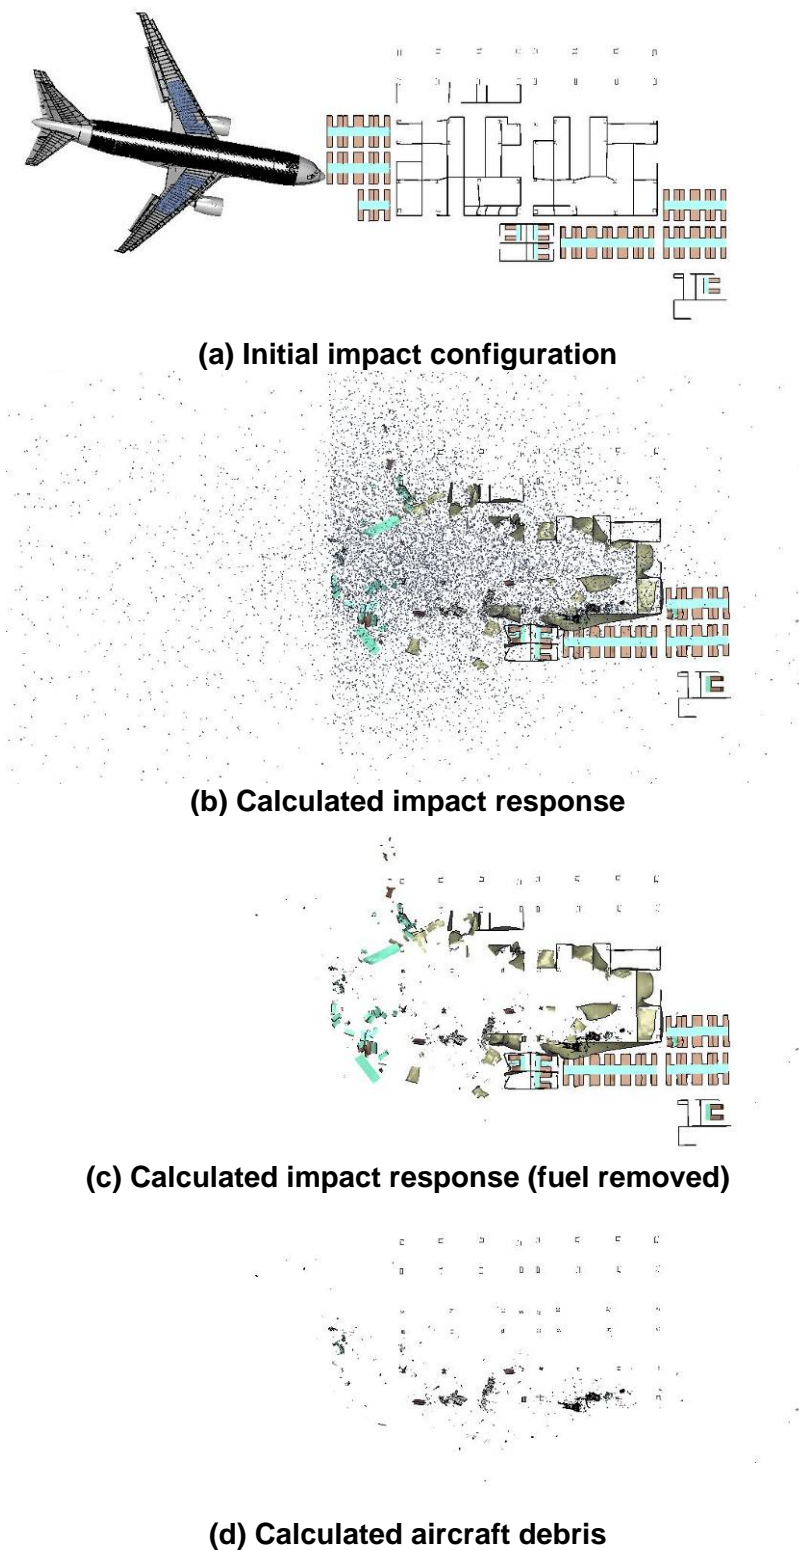 (a) Initial impact configuration
(b) Calculated impact response
(c) Calculated impact response (fuel removed)
(d) Calculated aircraft debris